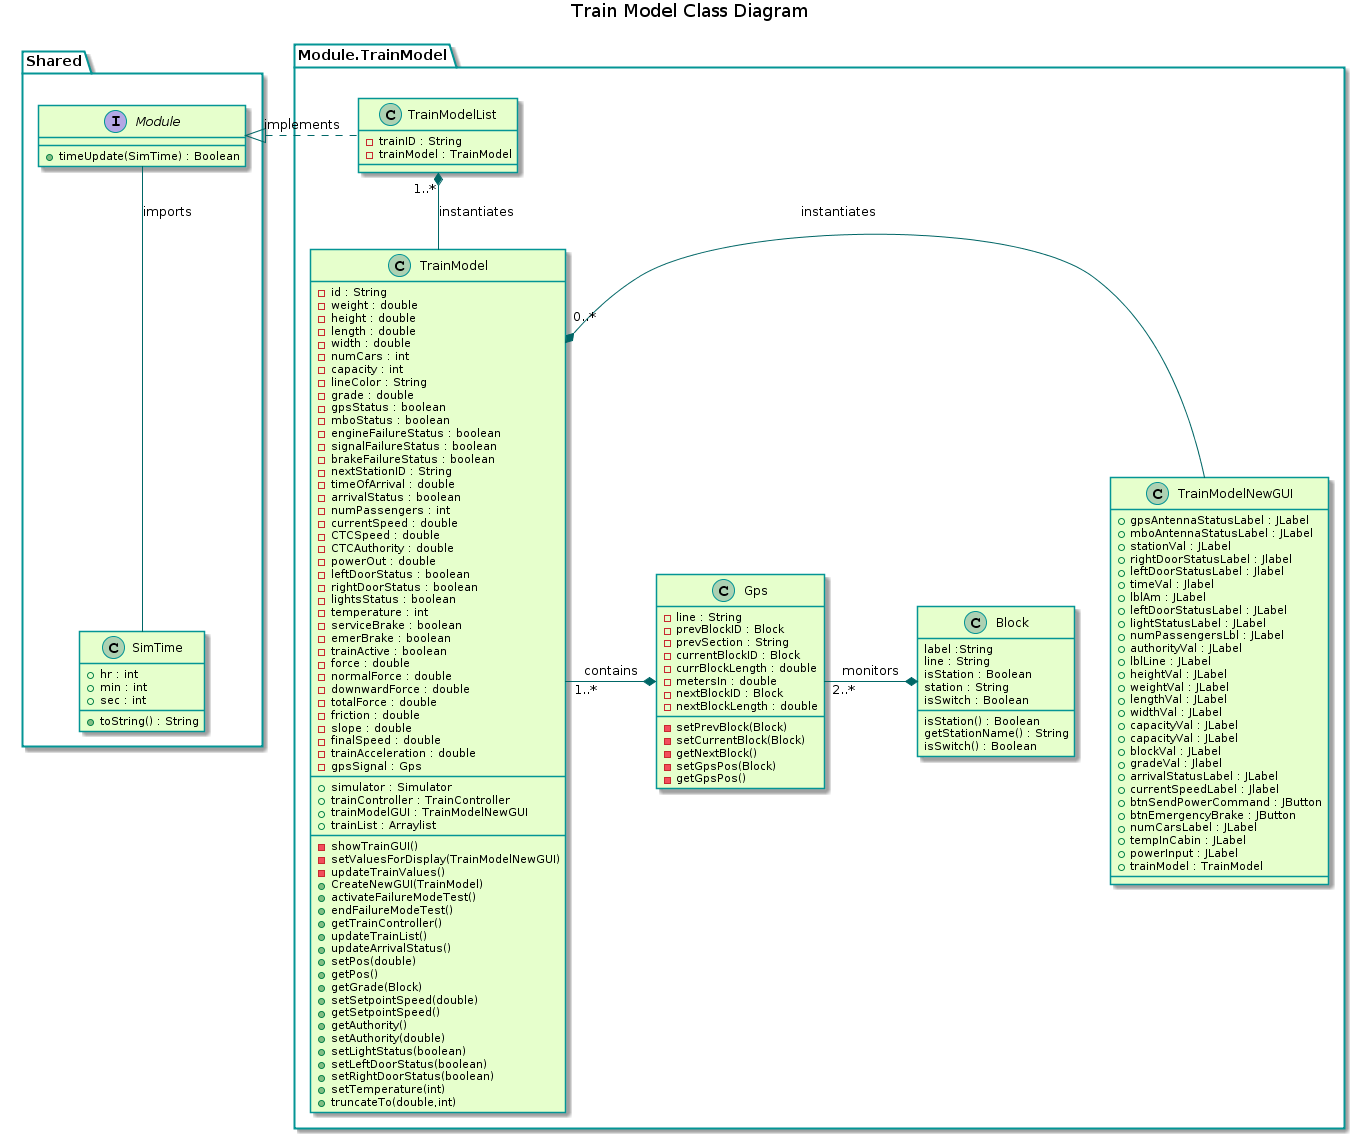 Train Model Class Diagram
Shared
Module
timeUpdate(SimTime) : Boolean
imports
SimTime
hr : int
min : int
sec : int
toString() : String
implements
Module.TrainModel
TrainModelList
trainID : String
trainModel : TrainModel
1..*
instantiates
instantiates
0..*
TrainModel
id : String
weight : double
height : double
length : double
width : double
numCars : int
capacity : int
lineColor : String
grade : double
gpsStatus : boolean
mboStatus : boolean
engineFailureStatus : boolean
signalFailureStatus : boolean
brakeFailureStatus : boolean
nextStationID : String
timeOfArrival : double
arrivalStatus : boolean
numPassengers : int
currentSpeed : double
CTCSpeed : double
CTCAuthority : double
powerOut : double
leftDoorStatus : boolean
rightDoorStatus : boolean
lightsStatus : boolean
temperature : int
serviceBrake : boolean
emerBrake : boolean
trainActive : boolean
force : double
normalForce : double
downwardForce : double
totalForce : double
friction : double
slope : double
finalSpeed : double
trainAcceleration : double
gpsSignal : Gps
simulator : Simulator
trainController : TrainController
trainModelGUI : TrainModelNewGUI
trainList : Arraylist
showTrainGUI()
setValuesForDisplay(TrainModelNewGUI)
updateTrainValues()
CreateNewGUI(TrainModel)
activateFailureModeTest()
endFailureModeTest()
getTrainController()
updateTrainList()
updateArrivalStatus()
setPos(double)
getPos()
getGrade(Block)
setSetpointSpeed(double)
getSetpointSpeed()
getAuthority()
setAuthority(double)
setLightStatus(boolean)
setLeftDoorStatus(boolean)
setRightDoorStatus(boolean)
setTemperature(int)
truncateTo(double,int)
contains
1..*
Gps
line : String
prevBlockID : Block
prevSection : String
currentBlockID : Block
currBlockLength : double
metersIn : double
nextBlockID : Block
nextBlockLength : double
setPrevBlock(Block)
setCurrentBlock(Block)
getNextBlock()
setGpsPos(Block)
getGpsPos()
monitors
2..*
Block
label :String
line : String
isStation : Boolean
station : String
isSwitch : Boolean
isStation() : Boolean
getStationName() : String
isSwitch() : Boolean
TrainModelNewGUI
gpsAntennaStatusLabel : JLabel
mboAntennaStatusLabel : JLabel
stationVal : JLabel
rightDoorStatusLabel : Jlabel
leftDoorStatusLabel : Jlabel
timeVal : Jlabel
lblAm : JLabel
leftDoorStatusLabel : JLabel
lightStatusLabel : JLabel
numPassengersLbl : JLabel
authorityVal : JLabel
lblLine : JLabel
heightVal : JLabel
weightVal : JLabel
lengthVal : JLabel
widthVal : JLabel
capacityVal : JLabel
capacityVal : JLabel
blockVal : JLabel
gradeVal : Jlabel
arrivalStatusLabel : JLabel
currentSpeedLabel : Jlabel
btnSendPowerCommand : JButton
btnEmergencyBrake : JButton
numCarsLabel : JLabel
tempInCabin : JLabel
powerInput : JLabel
trainModel : TrainModel